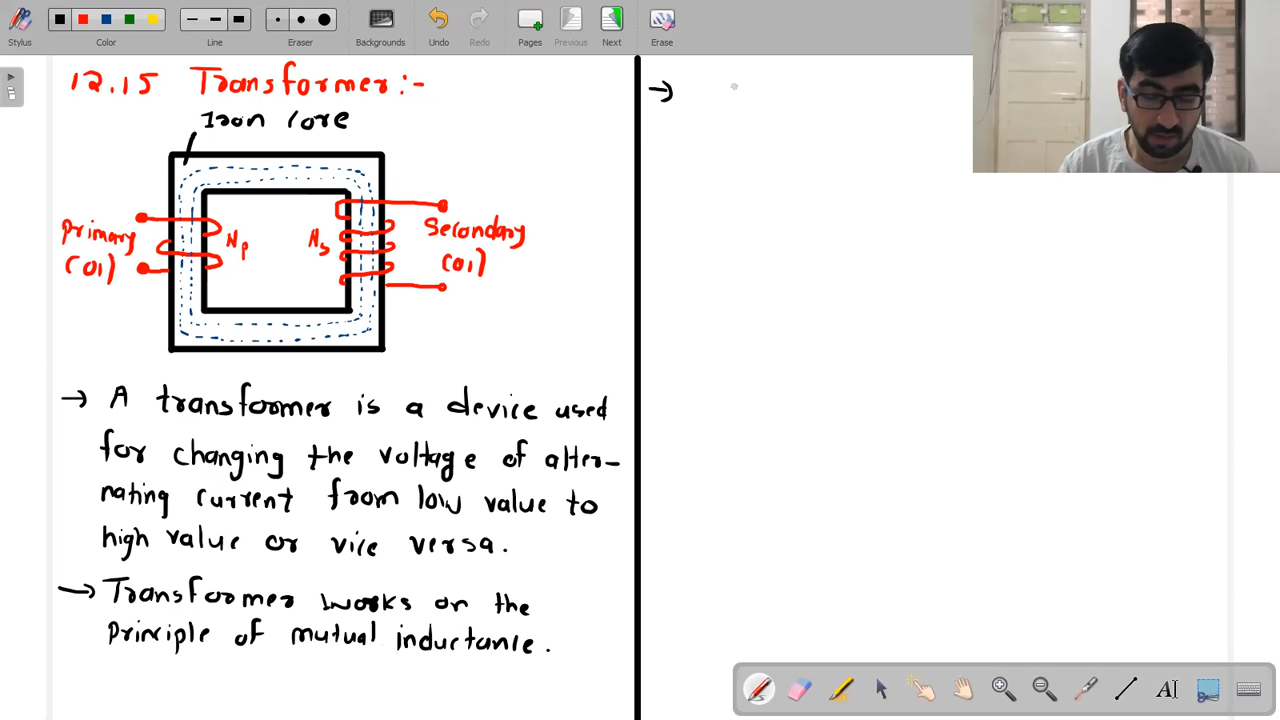 Stylus
Color
Line
Eraser
Backgrounds
Undo
Redo
Pages
Previous
Next
Erase
12.15 Transformer:-
Iron Core
Primary
Coil
Np
Ns
Secondary
Coil
→ A transformer is a device used
for changing the voltage of alter-
nating current from low value to
high value or vice versa.
→ Transformer works on the
Principle of mutual inductance.
→